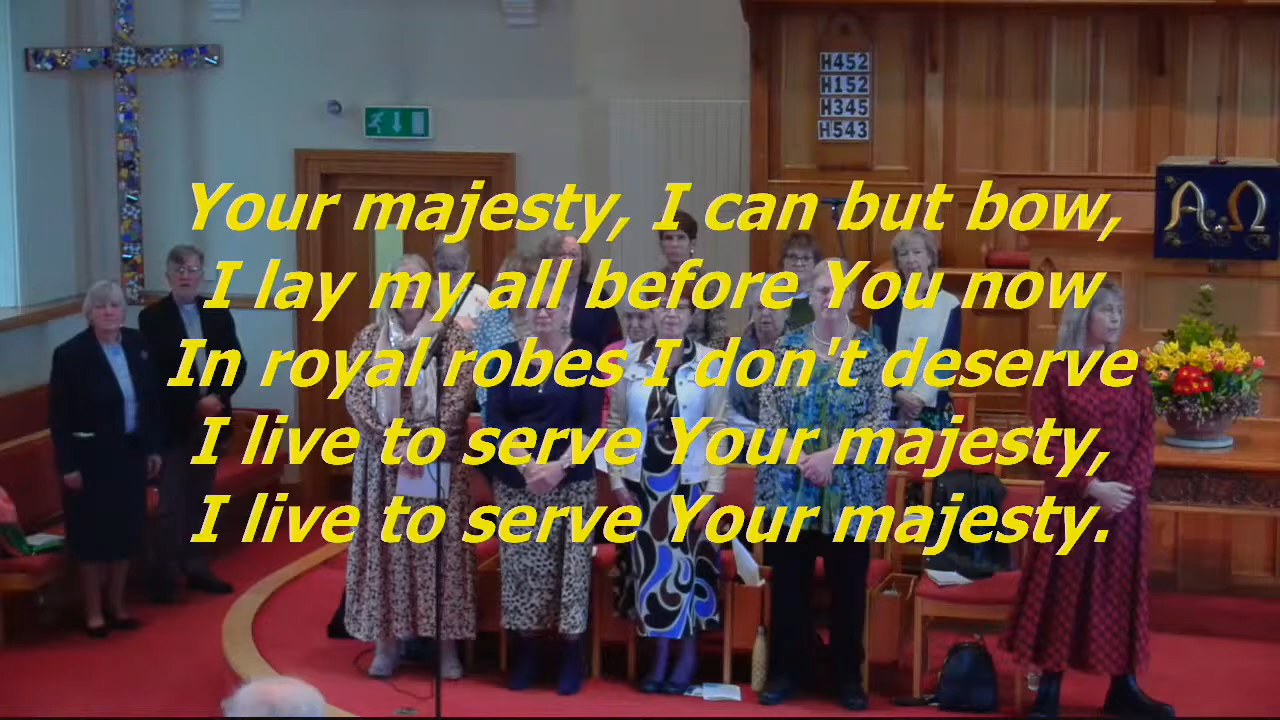 H452
H152
H345
H543
Your majesty, I can but bow,
I lay my all before You now
In royal robes I don't deserve
I live to serve Your majesty,
I live to serve Your majesty.
Α Ω